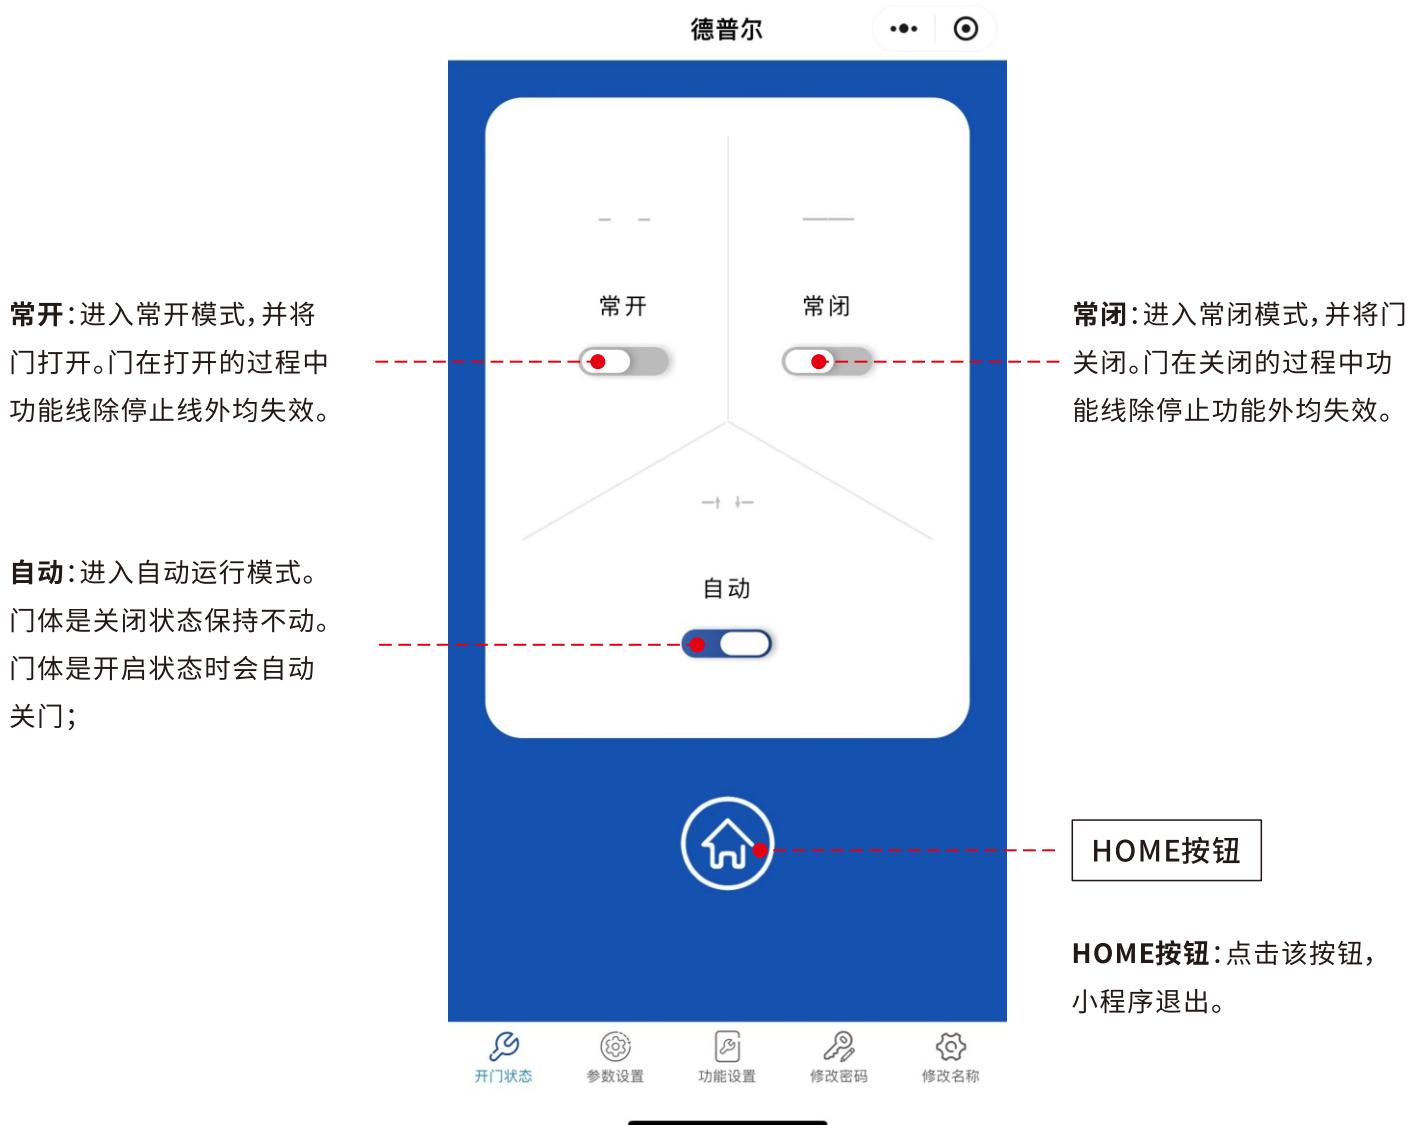 德普尔
常开
常闭
常开:进入常开模式,并将
门打开。门在打开的过程中
功能线除停止线外均失效。
常闭:进入常闭模式,并将门
关闭。门在关闭的过程中功
能线除停止功能外均失效。
自动
自动:进入自动运行模式。
门体是关闭状态保持不动。
门体是开启状态时会自动
关门;
HOME按钮
HOME按钮:点击该按钮,
小程序退出。
开门状态
参数设置
功能设置
修改密码
修改名称